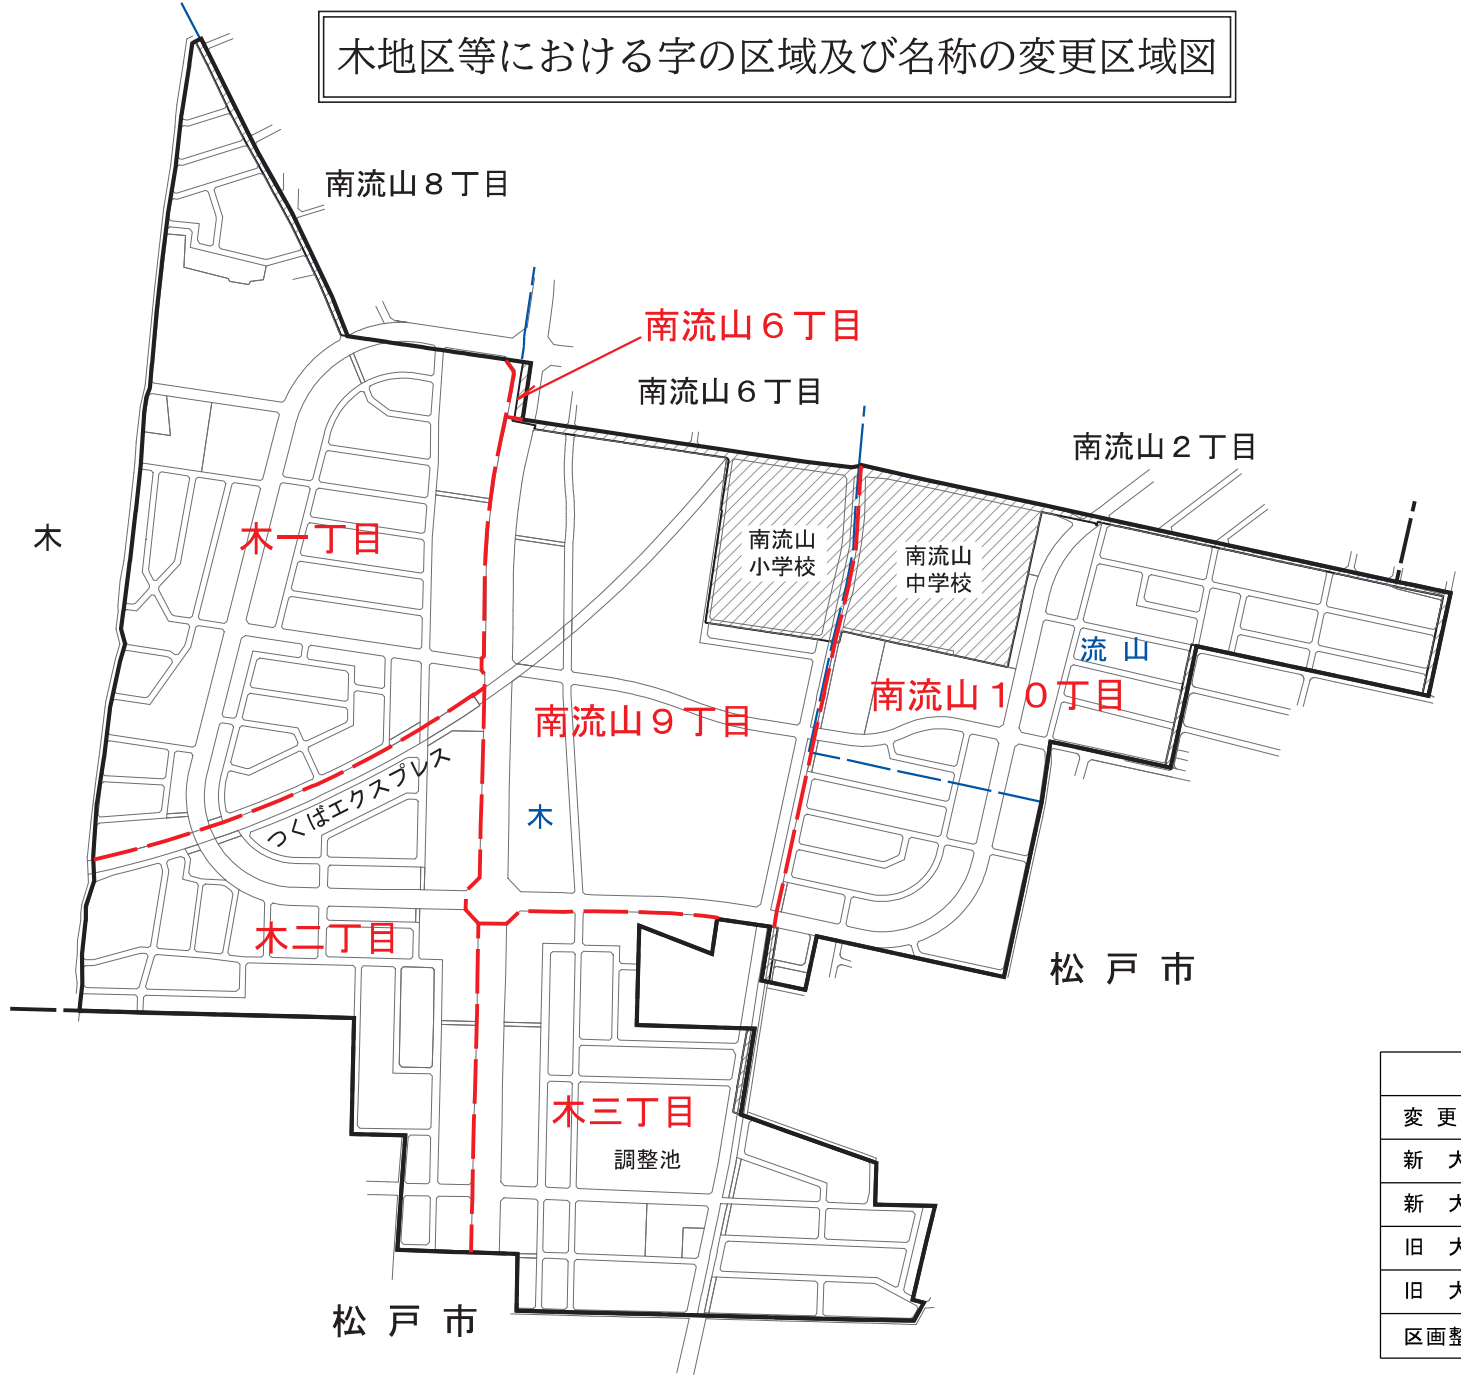 木地区等における字の区域及び名称の変更区域図
南流山８丁目
南流山６丁目
南流山６丁目
南流山２丁目
木
木一丁目
南流山
小学校
南流山
中学校
流山
南流山１０丁目
南流山９丁目
つくばエクスプレス
木
木二丁目
松戸市
木三丁目
調整池
松戸市
変更
新 大
新 大
旧 大
旧 大
区画整